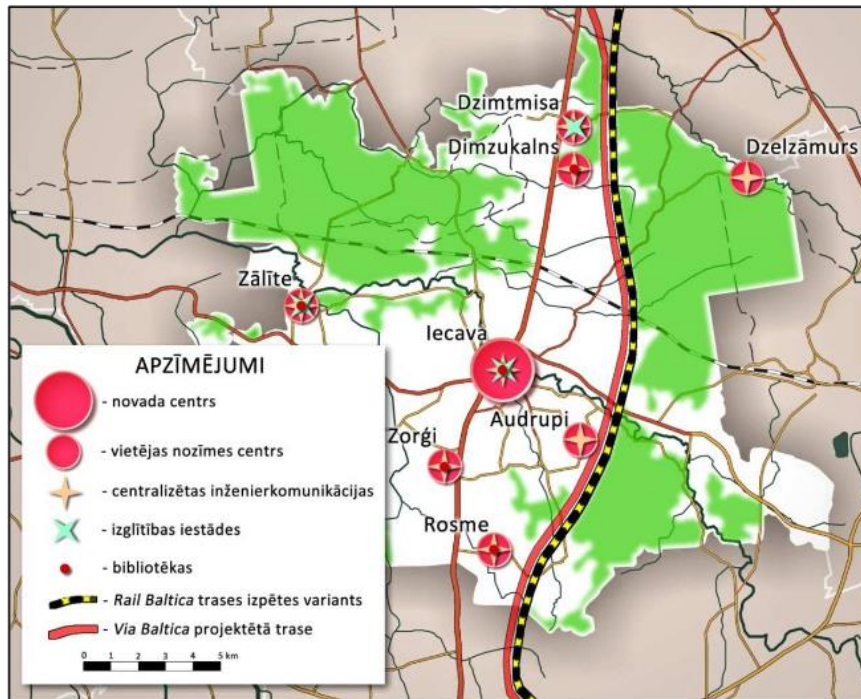 Dzimtmisa
Dimzukalns
Dzelzāmurs
Zālīte
Iecava
Audrupi
Zorģi
Rosme
APZĪMĒJUMI
- novada centrs
- vietējas nozīmes centrs
- centralizētas inženierkomunikācijas
- izglītības iestādes
- bibliotēkas
- Rail Baltica trases izpētes variants
- Via Baltica projektētā trase
0 1 2 3 4 5 km